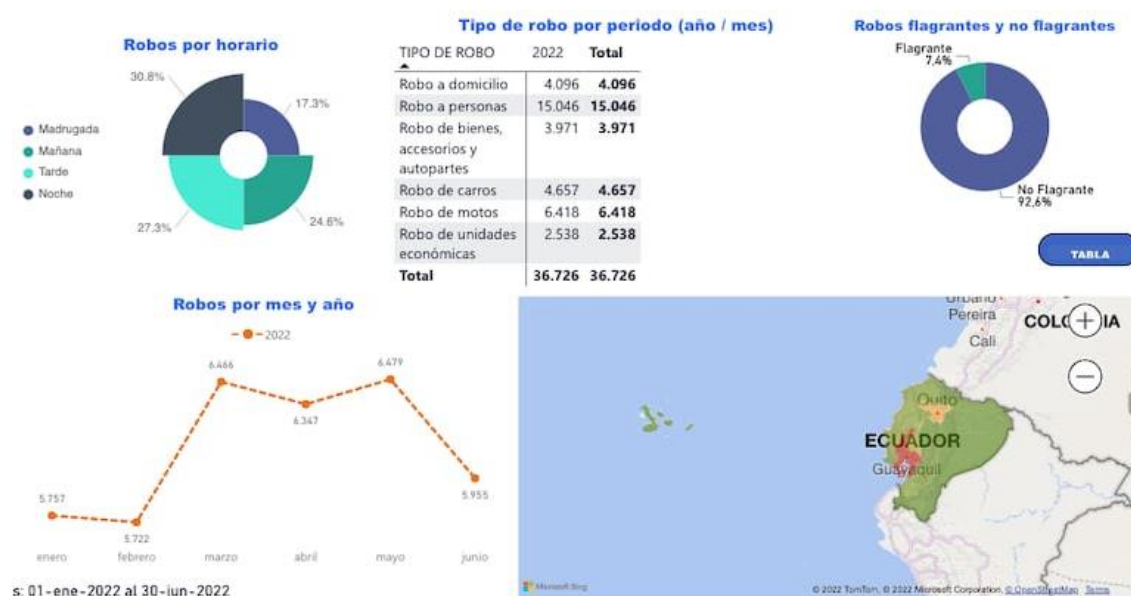 Robos por horario
30.8%
17.3%
Madrugada
Mañana
Tarde
Noche
27.3%
24.6%
Tipo de robo por periodo (año / mes)
TIPO DE ROBO 2022 Total
Robo a domicilio 4.096 4.096
Robo a personas 15.046 15.046
Robo de bienes, 3.971 3.971
accesorios y
autopartes
Robo de carros 4.657 4.657
Robo de motos 6.418 6.418
Robo de unidades 2.538 2.538
económicas
Total 36.726 36.726
Robos flagrantes y no flagrantes
Flagrante
7,4%
No Flagrante
92,6%
TABLA
Robos por mes y año
2022
6.466
6.479
6.347
5.757
5.722
5.955
enero febrero marzo abril mayo junio
s: 01-ene-2022 al 30-jun-2022
Urbano
Pereira
Cali
COLOMBIA
Quito
ECUADOR
Guayaquil
Microsoft Bing
© 2022 TomTom, © 2022 Microsoft Corporation, © OpenStreetMap Terms